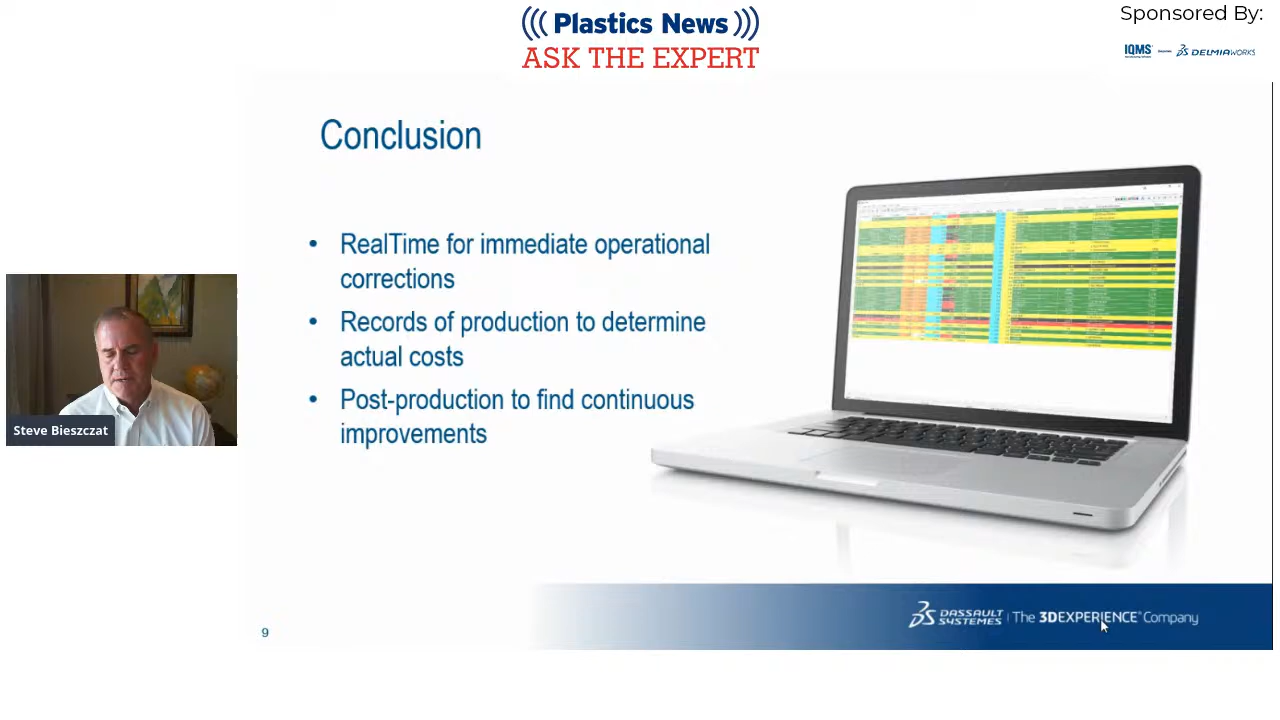 Plastics News
ASK THE EXPERT
Sponsored By:
IQMS
DELMIAWORKS
Conclusion
• RealTime for immediate operational
corrections
• Records of production to determine
actual costs
• Post-production to find continuous
improvements
Steve Bieszczat
9
DASSAULT
SYSTEMES
The 3DEXPERIENCE® Company